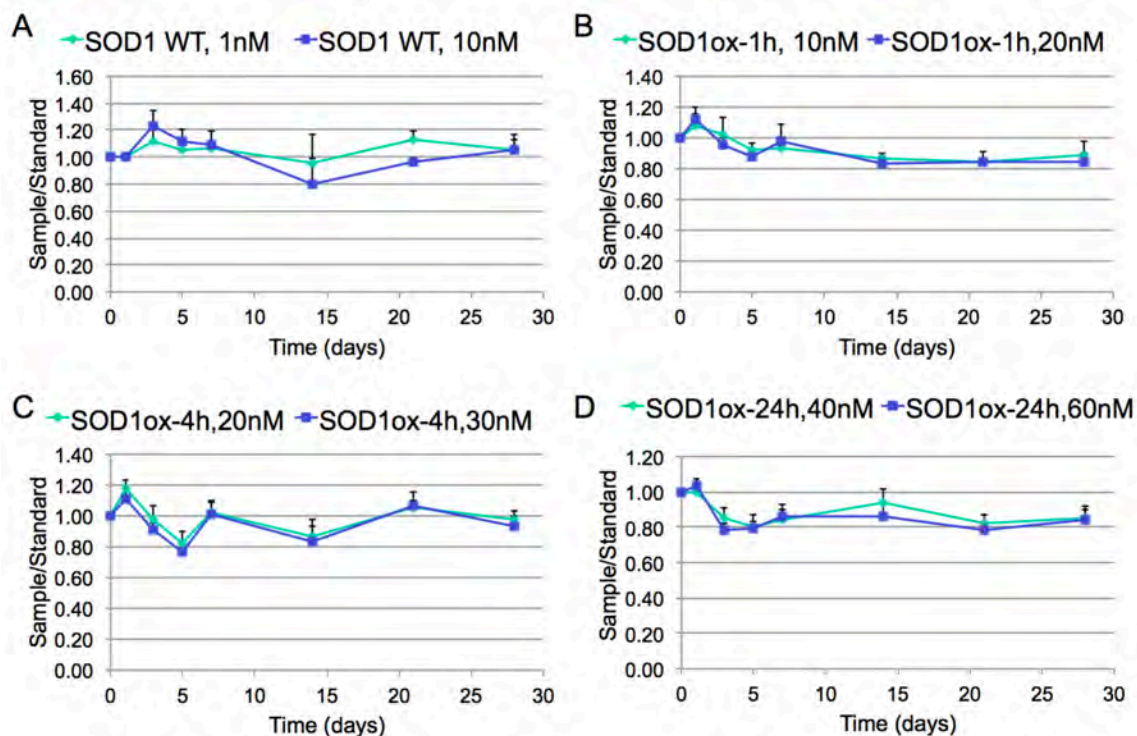 A SOD1 WT, 1nM SOD1 WT, 10nM
1.60
1.40
1.20
1.00
0.80
0.60
0.40
0.20
0.00
Sample/Standard
0 5 10 15 20 25 30
Time (days)
B SOD1ox-1h, 10nM SOD1ox-1h,20nM
1.40
1.20
1.00
0.80
0.60
0.40
0.20
0.00
Sample/Standard
0 5 10 15 20 25 30
Time (days)
C SOD1ox-4h,20nM SOD1ox-4h,30nM
1.40
1.20
1.00
0.80
0.60
0.40
0.20
0.00
Sample/Standard
0 5 10 15 20 25 30
Time (days)
D SOD1ox-24h,40nM SOD1ox-24h,60nM
1.20
1.00
0.80
0.60
0.40
0.20
0.00
Sample/Standard
0 5 10 15 20 25 30
Time (days)